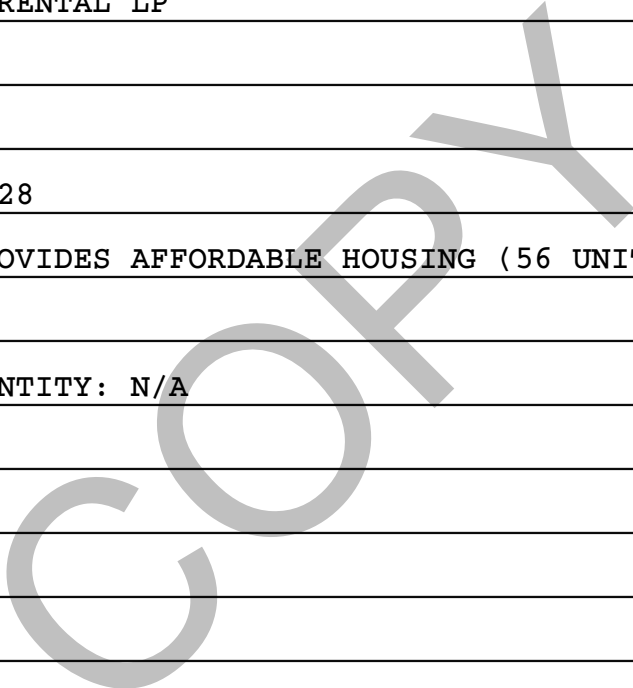 RENTAL LP
28
OVIDES AFFORDABLE HOUSING (56 UNI
NTITY: N/A
COPY